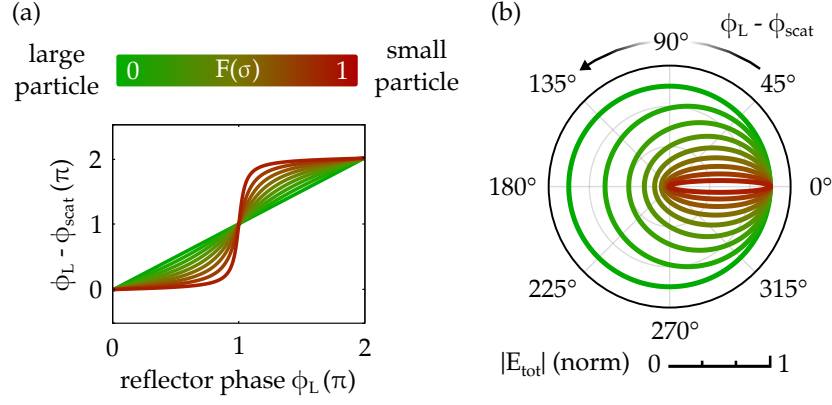 (a)
large
particle
0 F(σ) 1
small
particle
ϕL - ϕscat (π)
2
1
0
0 1 2
reflector phase ϕL (π)
(b)
ϕL - ϕscat
90°
135° 45°
180° 0°
225° 315°
270°
|Etot| (norm) 0 1